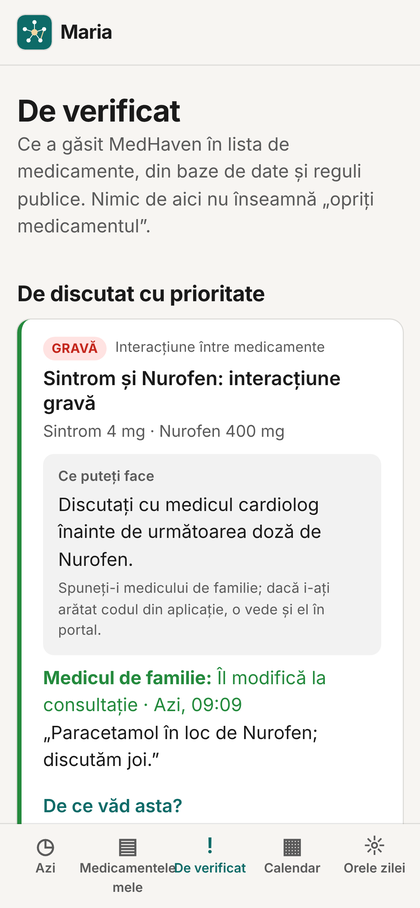 Maria
De verificat
Ce a găsit MedHaven în lista de
medicamente, din baze de date și reguli
publice. Nimic de aici nu înseamnă „opriți
medicamentul”.
De discutat cu prioritate
GRAVĂ Interacțiune între medicamente
Sintrom și Nurofen: interacțiune
gravă
Sintrom 4 mg · Nurofen 400 mg
Ce puteți face
Discutați cu medicul cardiolog
înainte de următoarea doză de
Nurofen.
Spuneți-i medicului de familie; dacă i-ați
arătat codul din aplicație, o vede și el în
portal.
Medicul de familie: Îl modifică la
consultație · Azi, 09:09
„Paracetamol în loc de Nurofen;
discutăm joi.”
De ce văd asta?
Azi
Medicamentele
mele
De verificat
Calendar
Orele zilei